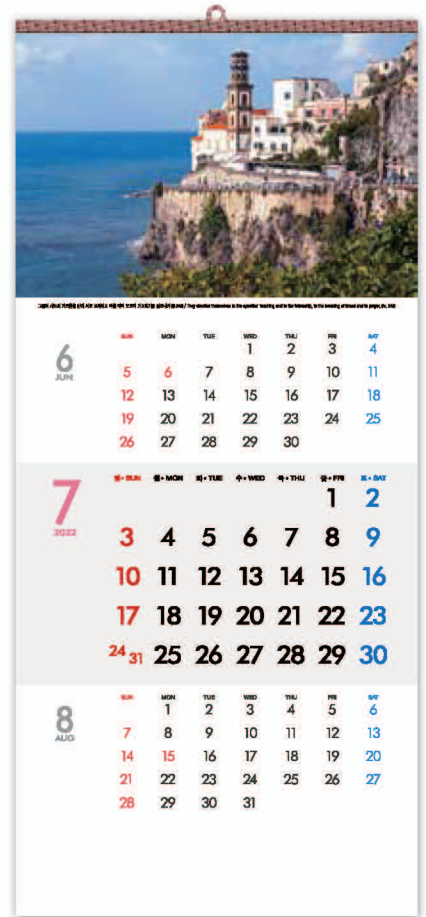 6
JUN
SUN MON TUE WED THU FRI SAT
1 2 3 4
5 6 7 8 9 10 11
12 13 14 15 16 17 18
19 20 21 22 23 24 25
26 27 28 29 30
7
2022
일•SUN 월•MON 화•TUE 수•WED 목•THU 금•FRI 토•SAT
1 2
3 4 5 6 7 8 9
10 11 12 13 14 15 16
17 18 19 20 21 22 23
24 31 25 26 27 28 29 30
8
AUG
SUN MON TUE WED THU FRI SAT
1 2 3 4 5 6
7 8 9 10 11 12 13
14 15 16 17 18 19 20
21 22 23 24 25 26 27
28 29 30 31